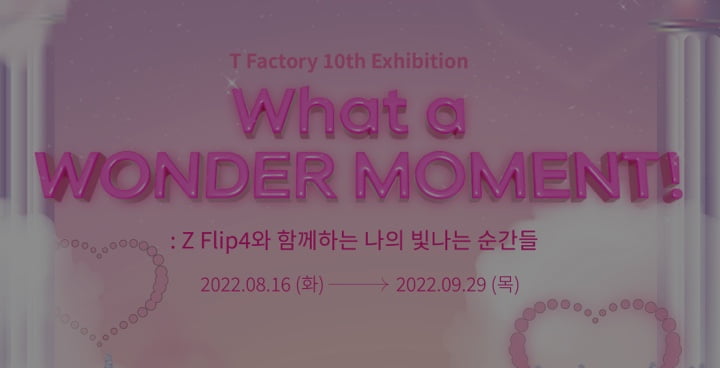 T Factory 10th Exhibition
What a
WONDER MOMENT!
: Z Flip4와 함께하는 나의 빛나는 순간들
2022.08.16 (화) ———> 2022.09.29 (목)